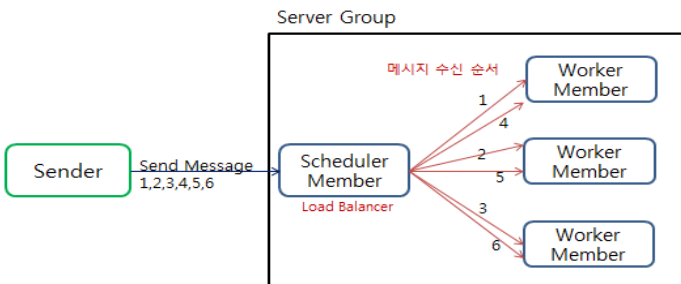 Server Group
메시지 수신 순서
Worker
Member
1
4
Sender
Send Message
1,2,3,4,5,6
Scheduler
Member
Load Balancer
2
5
Worker
Member
3
6
Worker
Member